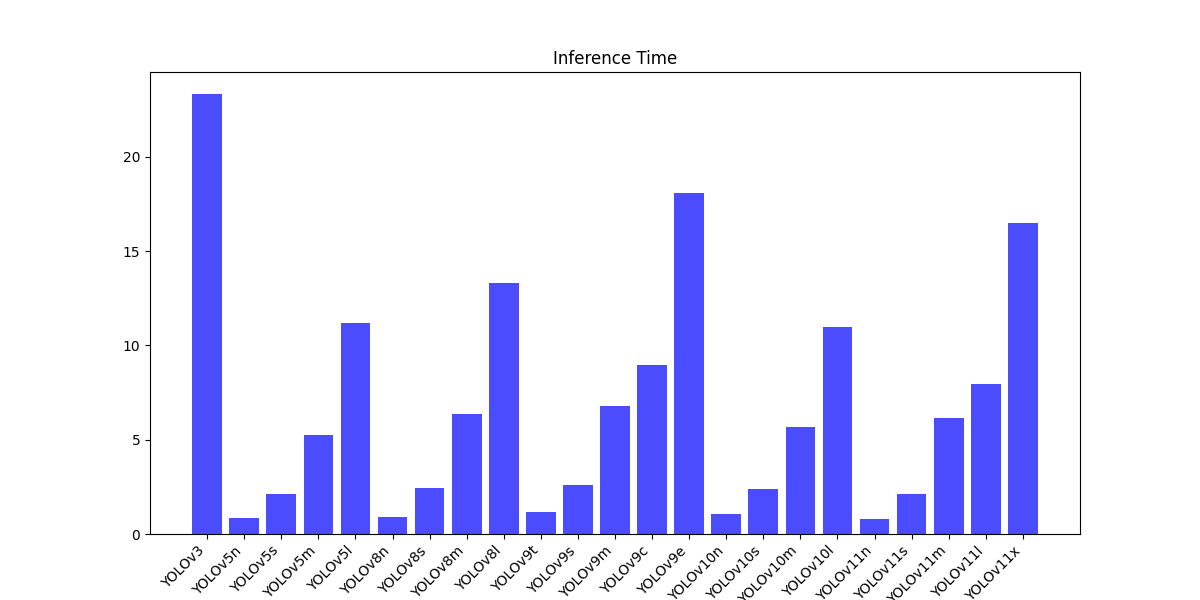 Inference Time
20
15
10
5
0
YOLOv3
YOLOv5n
YOLOv5s
YOLOv5m
YOLOv5l
YOLOv8n
YOLOv8s
YOLOv8m
YOLOv8l
YOLOv9t
YOLOv9s
YOLOv9m
YOLOv9c
YOLOv9e
YOLOv10n
YOLOv10s
YOLOv10m
YOLOv10l
YOLOv11n
YOLOv11s
YOLOv11m
YOLOv11l
YOLOv11x